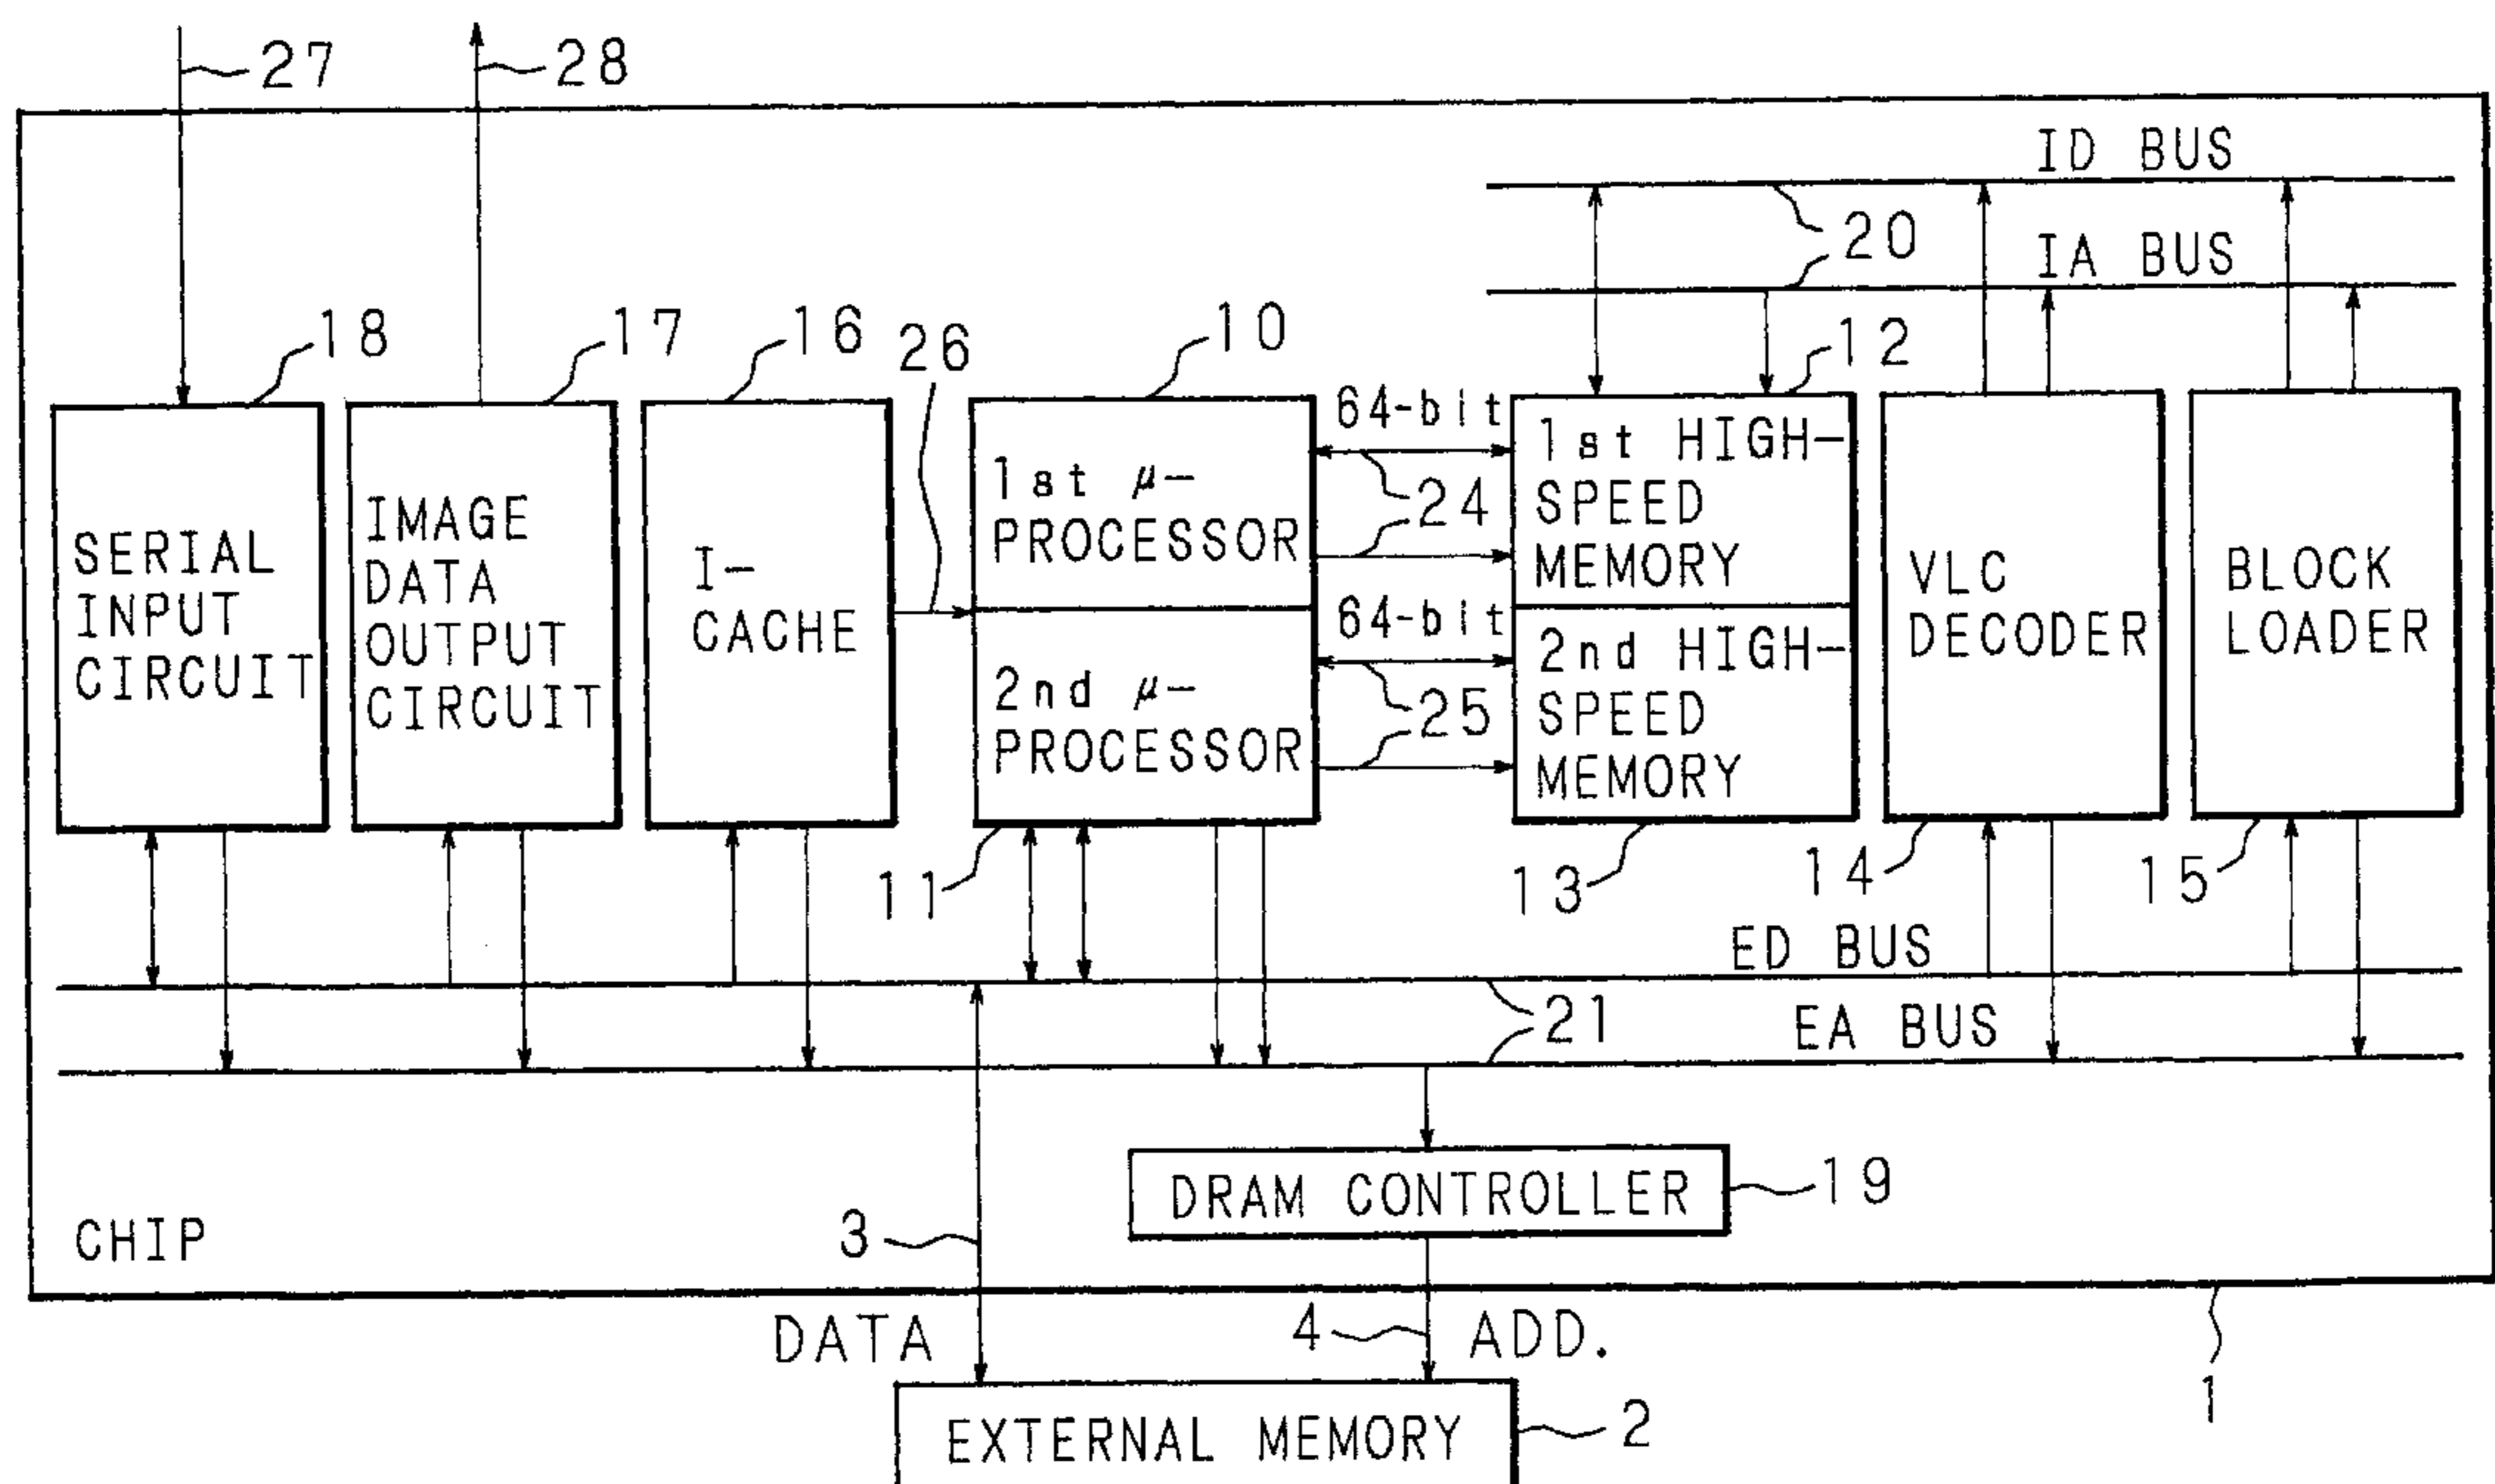 27
28
ID BUS
20
IA BUS
18
17
16
26
10
12
64-bit
SERIAL
INPUT
CIRCUIT
IMAGE
DATA
OUTPUT
CIRCUIT
I-
CACHE
1st μ-
PROCESSOR
24
1st HIGH-
SPEED
MEMORY
64-bit
2nd μ-
PROCESSOR
25
2nd HIGH-
SPEED
MEMORY
VLC
DECODER
BLOCK
LOADER
11
13
14
15
ED BUS
21
EA BUS
DRAM CONTROLLER
19
3
CHIP
DATA
4
ADD.
1
EXTERNAL MEMORY
2